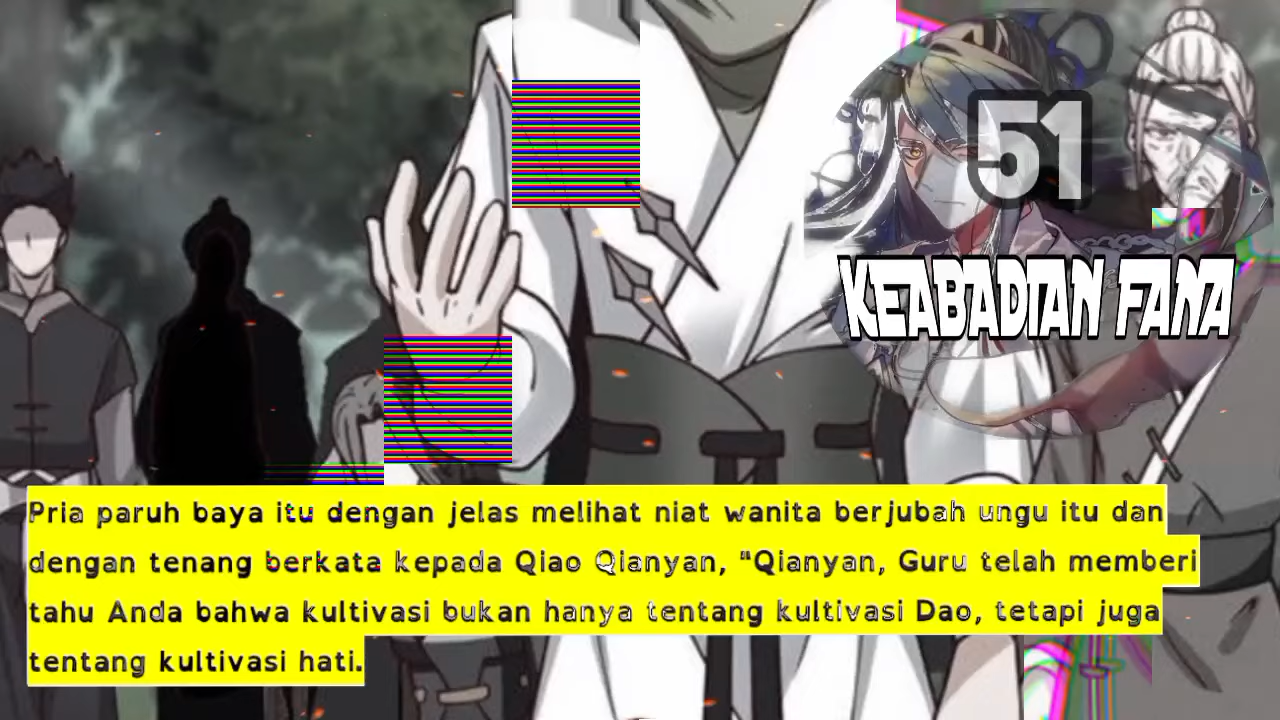 51
KEABADIAN FANA
Pria paruh baya itu dengan jelas melihat niat wanita berjubah ungu itu dan
dengan tenang berkata kepada Qiao Qianyan, "Qianyan, Guru telah memberi
tahu Anda bahwa kultivasi bukan hanya tentang kultivasi Dao, tetapi juga
tentang kultivasi hati.